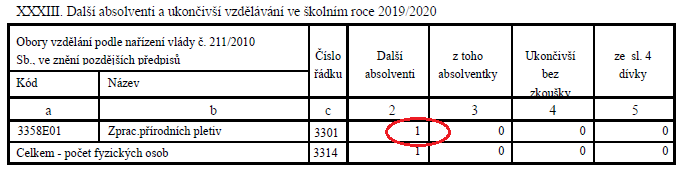 XXXIII. Další absolventi a ukončivší vzdělávání ve školním roce 2019/2020
Obory vzdělání podle nařízení vlády č. 211/2010 Sb., ve znění pozdějších předpisů Číslo řádku Další absolventi z toho absolventky Ukončivší bez zkoušky ze sl. 4 dívky
Kód Název
a b c 2 3 4 5
3358E01 Zprac.přírodních pletiv 3301 1 0 0 0
Celkem - počet fyzických osob 3314 1 0 0 0